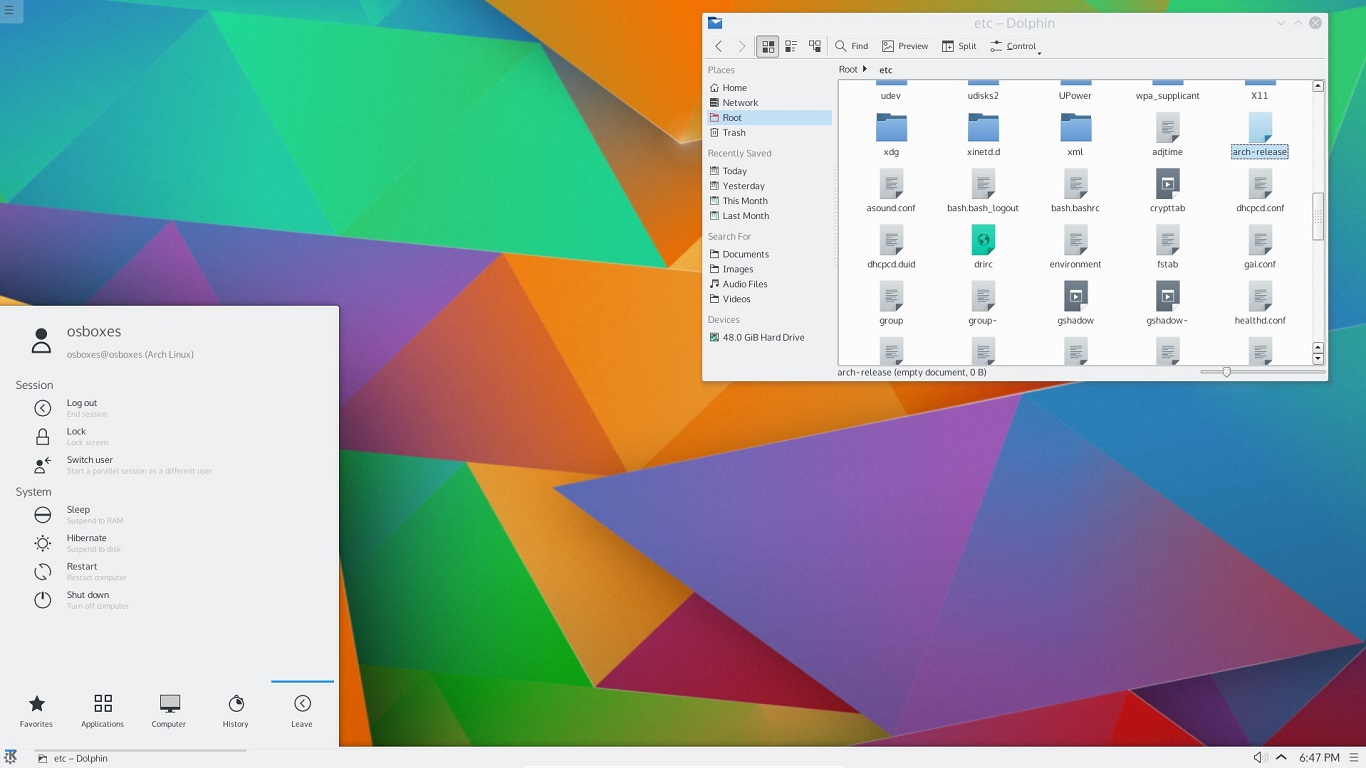 etc – Dolphin
Find Preview Split Control
Places
Home
Network
Root
Trash
Recently Saved
Today
Yesterday
This Month
Last Month
Search For
Documents
Images
Audio Files
Videos
Devices
48.0 GiB Hard Drive
Root etc
udev udisks2 UPower wpa_supplicant X11
xdg xinetd.d xml adjtime arch-release
asound.conf bash.bash_logout bash.bashrc crypttab dhcpcd.conf
dhcpcd.duid drirc environment fstab gai.conf
group group- gshadow gshadow- healthd.conf
arch-release (empty document, 0 B)
osboxes
osboxes@osboxes (Arch Linux)
Session
Log out
End session
Lock
Lock screen
Switch user
Start a parallel session as a different user
System
Sleep
Suspend to RAM
Hibernate
Suspend to disk
Restart
Restart computer
Shut down
Turn off computer
Favorites Applications Computer History Leave
etc – Dolphin
6:47 PM